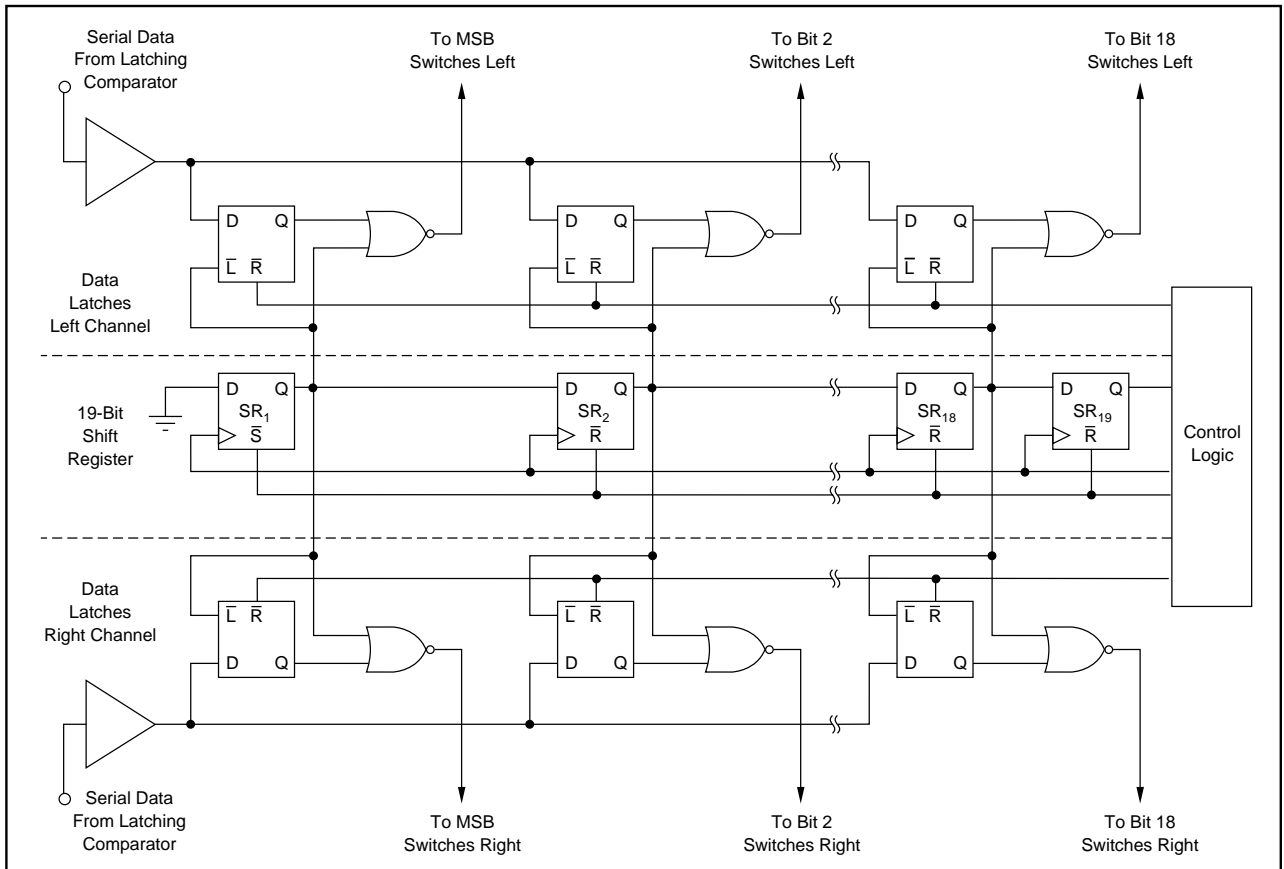 Serial Data
From Latching
Comparator
To MSB
Switches Left
To Bit 2
Switches Left
To Bit 18
Switches Left
D Q
L̅ R̅
D Q
L̅ R̅
D Q
L̅ R̅
Data
Latches
Left Channel
19-Bit
Shift
Register
D Q
SR1
S̅
D Q
SR2
R̅
D Q
SR18
R̅
D Q
SR19
R̅
Control
Logic
Data
Latches
Right Channel
L̅ R̅
D Q
L̅ R̅
D Q
L̅ R̅
D Q
Serial Data
From Latching
Comparator
To MSB
Switches Right
To Bit 2
Switches Right
To Bit 18
Switches Right